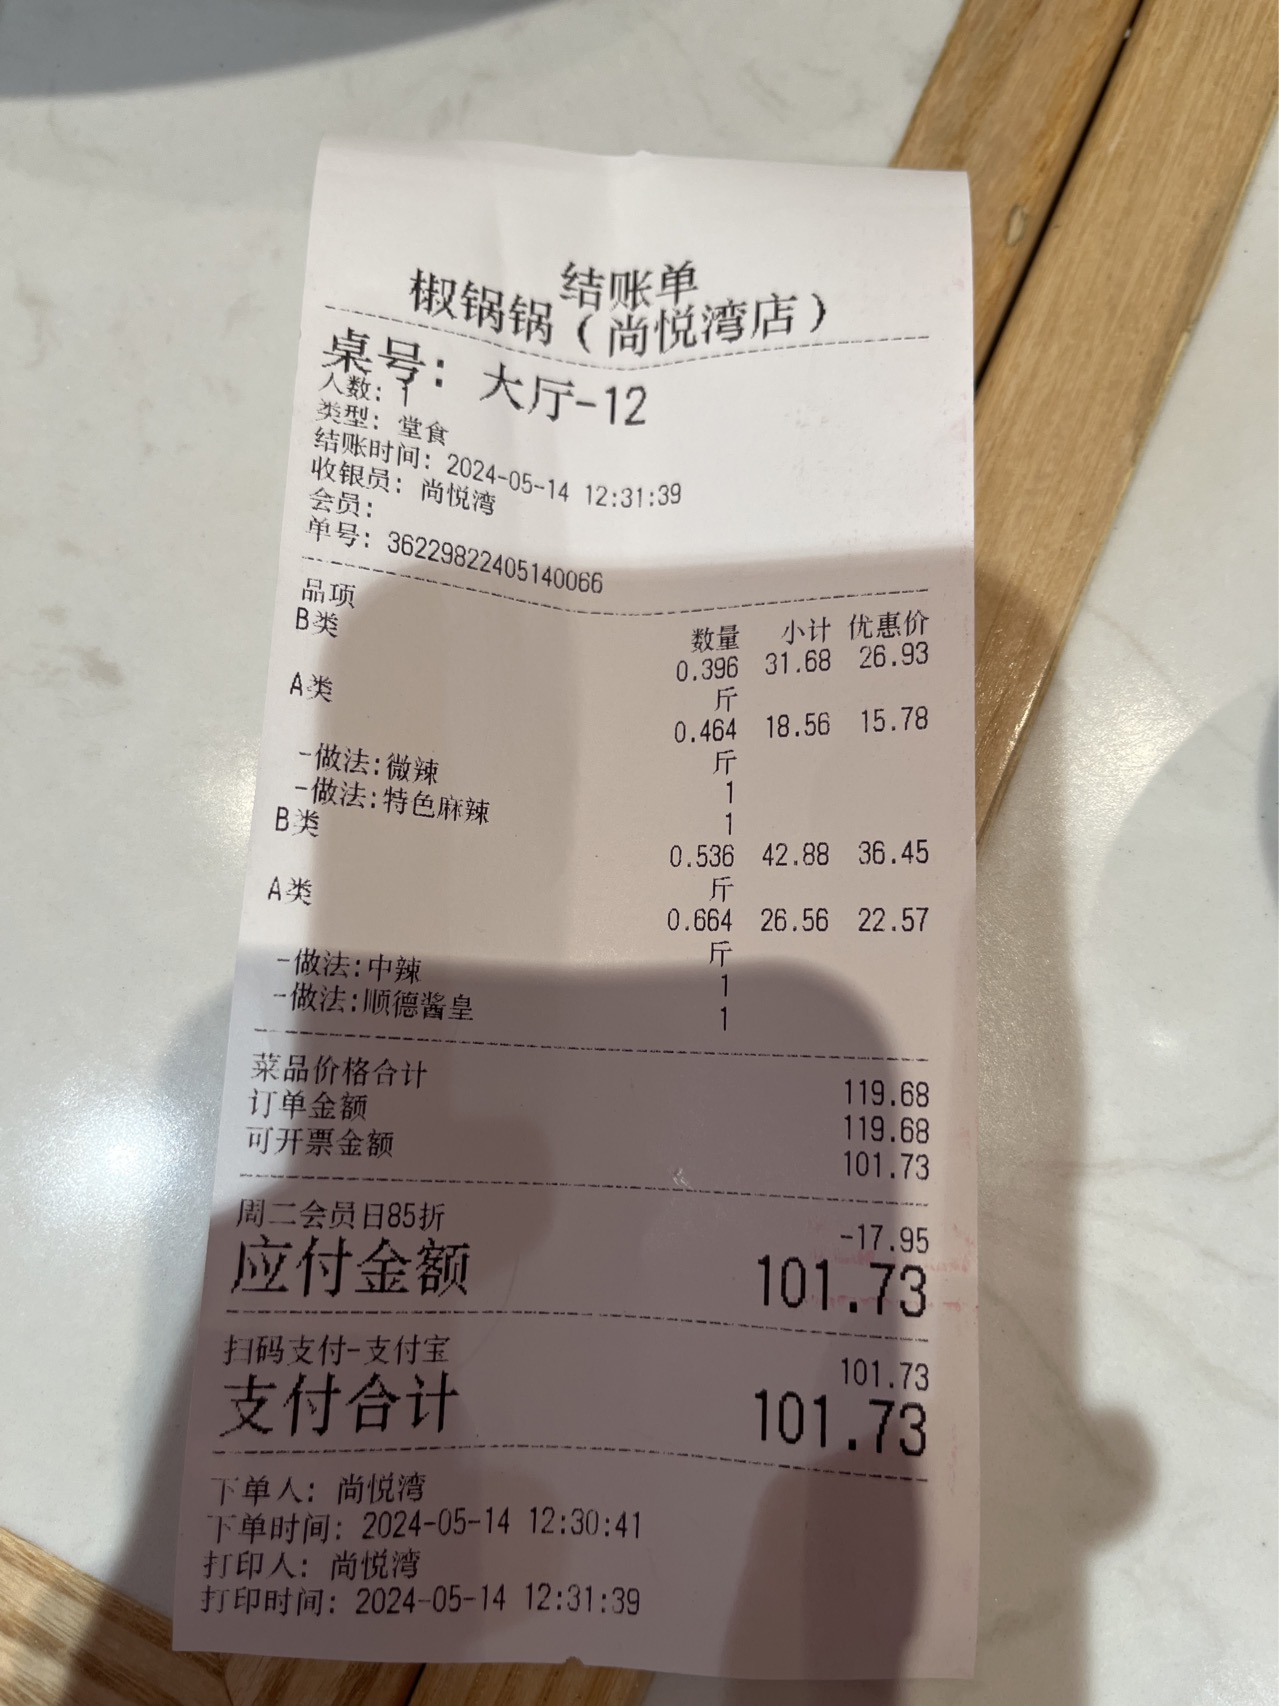 结账单
椒锅锅（尚悦湾店）
桌号：大厅-12
人数：1
类型：堂食
结账时间：2024-05-14 12:31:39
收银员：尚悦湾
会员：
单号：36229822405140066
品项 数量 小计 优惠价
B类 0.396 31.68 26.93
斤
A类 0.464 18.56 15.78
斤
-做法:微辣 1
-做法:特色麻辣 1
B类 0.536 42.88 36.45
斤
A类 0.664 26.56 22.57
斤
-做法:中辣 1
-做法:顺德酱皇 1
菜品价格合计 119.68
订单金额 119.68
可开票金额 101.73
周二会员日85折 -17.95
应付金额 101.73
扫码支付-支付宝 101.73
支付合计 101.73
下单人：尚悦湾
下单时间：2024-05-14 12:30:41
打印人：尚悦湾
打印时间：2024-05-14 12:31:39